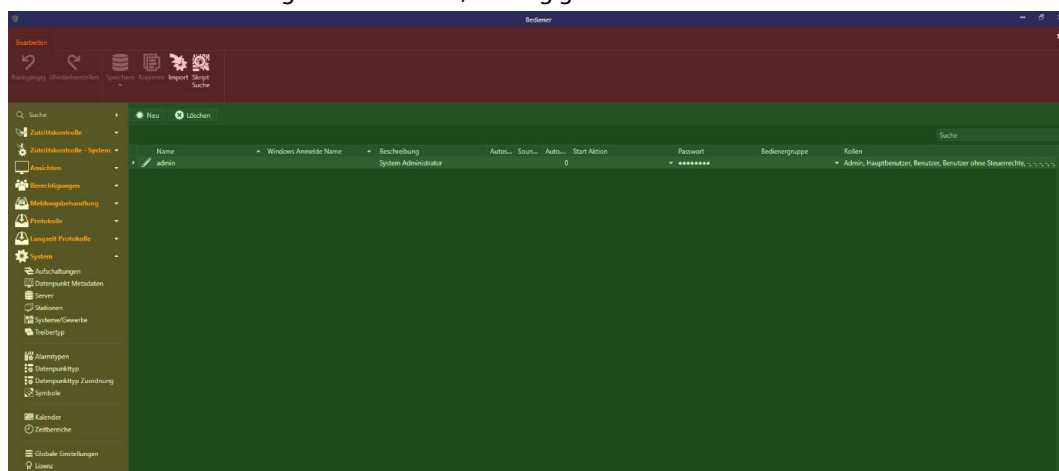 Bediener
Bearbeiten
Rückgängig Wiederherstellen Speichern Kopieren Import Skript Suche
Suche
Neu Löschen
Suche
Zutrittskontrolle
Zutrittskontrolle - System
Ansichten
Berechtigungen
Meldungsbehandlung
Protokolle
Langzeit Protokolle
System
Aufschaltungen
Datenpunkt Metadaten
Server
Stationen
Systeme/Gewerke
Treibertyp
Alarmtypen
Datenpunkttyp
Datenpunkttyp Zuordnung
Symbole
Kalender
Zeitbereiche
Globale Einstellungen
Lizenz
Name Windows Anmelde Name Beschreibung Autos... Soun... Auto... Start Aktion Passwort Bedienergruppe Rollen
admin System Administrator 0 ●●●●●●●● Admin, Hauptbenutzer, Benutzer, Benutzer ohne Steuerrechte, -, -, -, -, -,